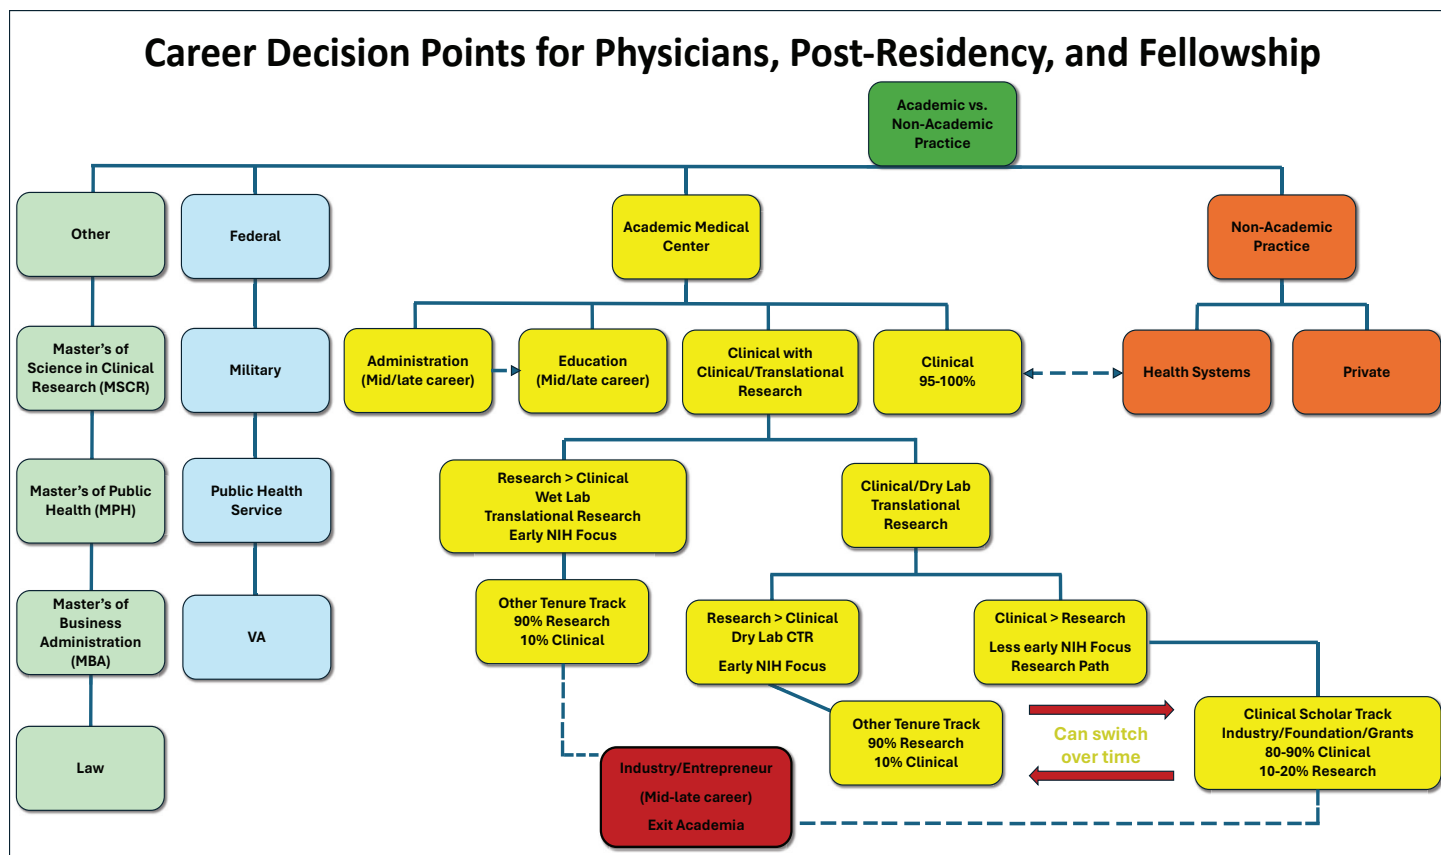 Career Decision Points for Physicians, Post-Residency, and Fellowship
Academic vs.
Non-Academic
Practice
Other
Federal
Academic Medical
Center
Non-Academic
Practice
Master's of
Science in Clinical
Research (MSCR)
Military
Administration
(Mid/late career)
Education
(Mid/late career)
Clinical with
Clinical/Translational
Research
Clinical
95-100%
Health Systems
Private
Master's of Public
Health (MPH)
Public Health
Service
Research > Clinical
Wet Lab
Translational Research
Early NIH Focus
Clinical/Dry Lab
Translational
Research
Master's of
Business
Administration
(MBA)
VA
Other Tenure Track
90% Research
10% Clinical
Research > Clinical
Dry Lab CTR
Early NIH Focus
Clinical > Research
Less early NIH Focus
Research Path
Law
Industry/Entrepreneur
(Mid-late career)
Exit Academia
Other Tenure Track
90% Research
10% Clinical
Can switch
over time
Clinical Scholar Track
Industry/Foundation/Grants
80-90% Clinical
10-20% Research